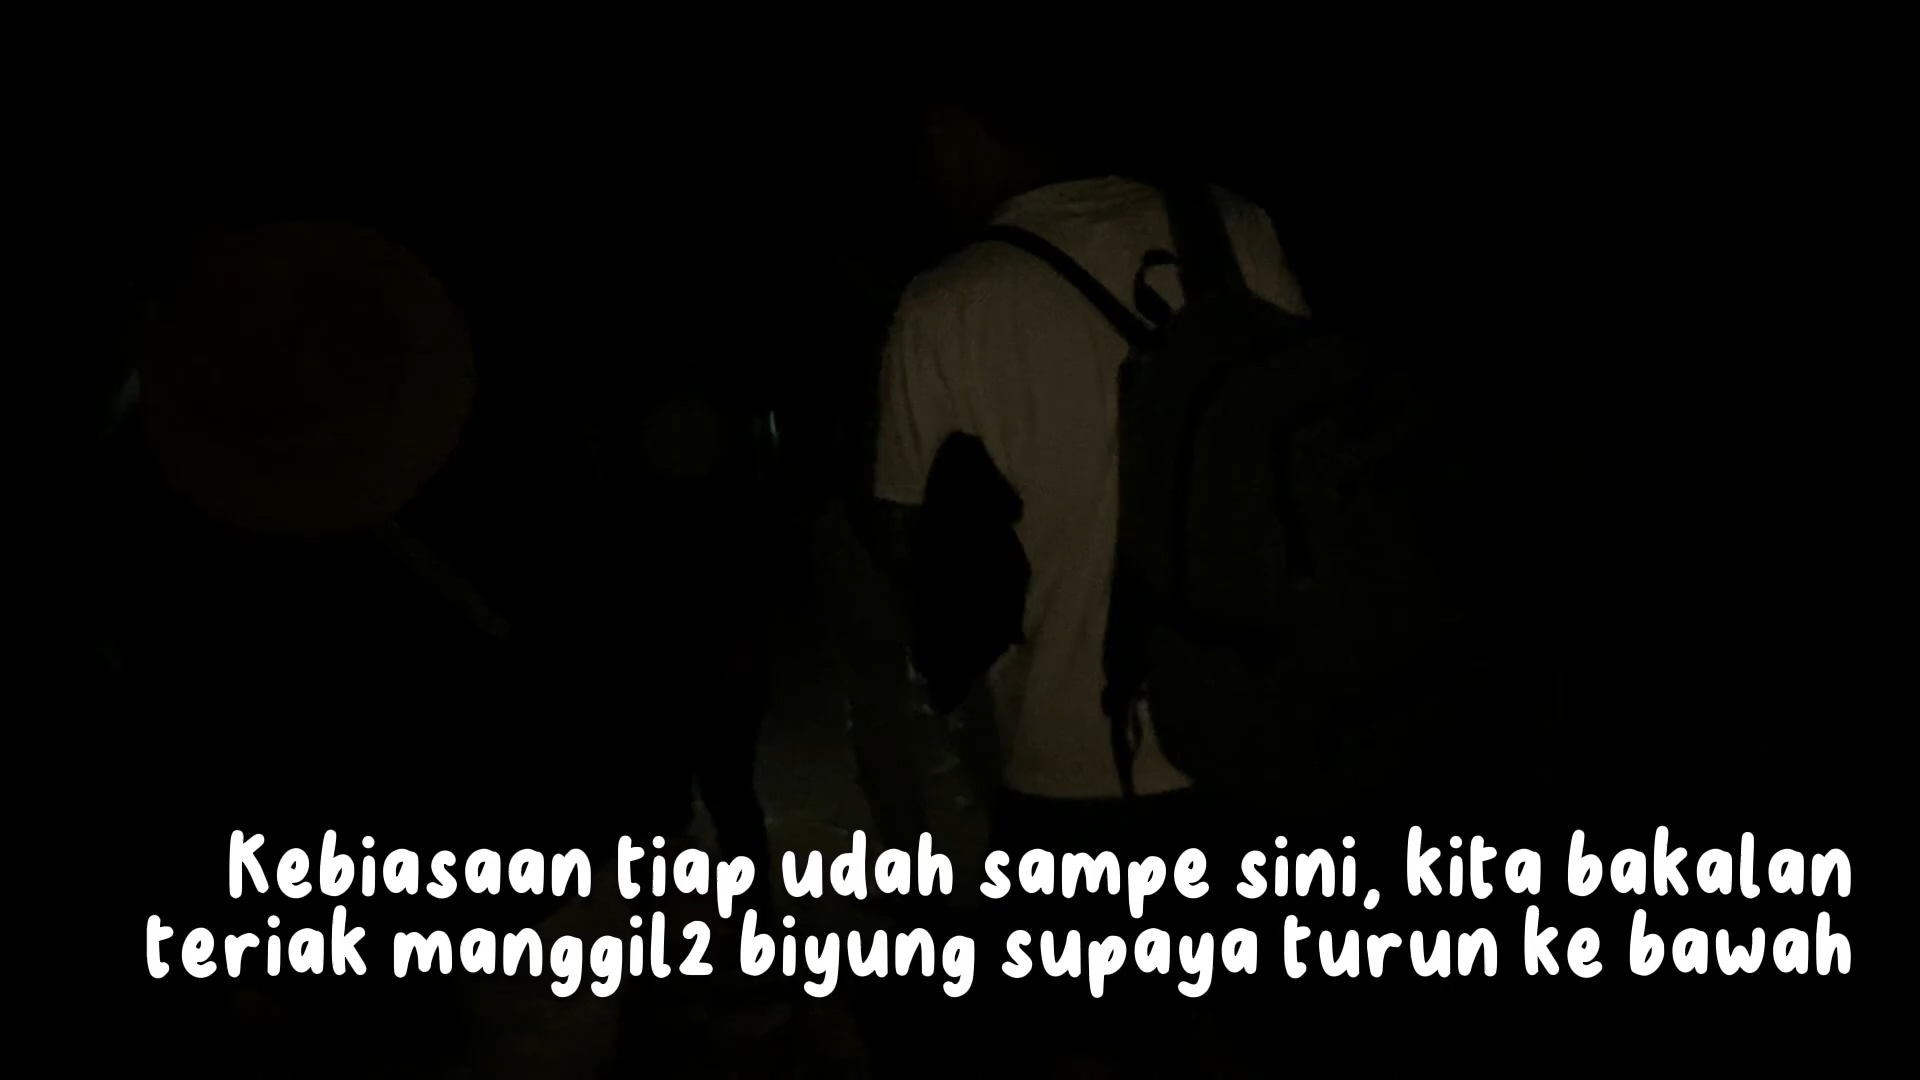 Kebiasaan tiap udah sampe sini, kita bakalan
teriak manggil2 biyung supaya turun ke bawah